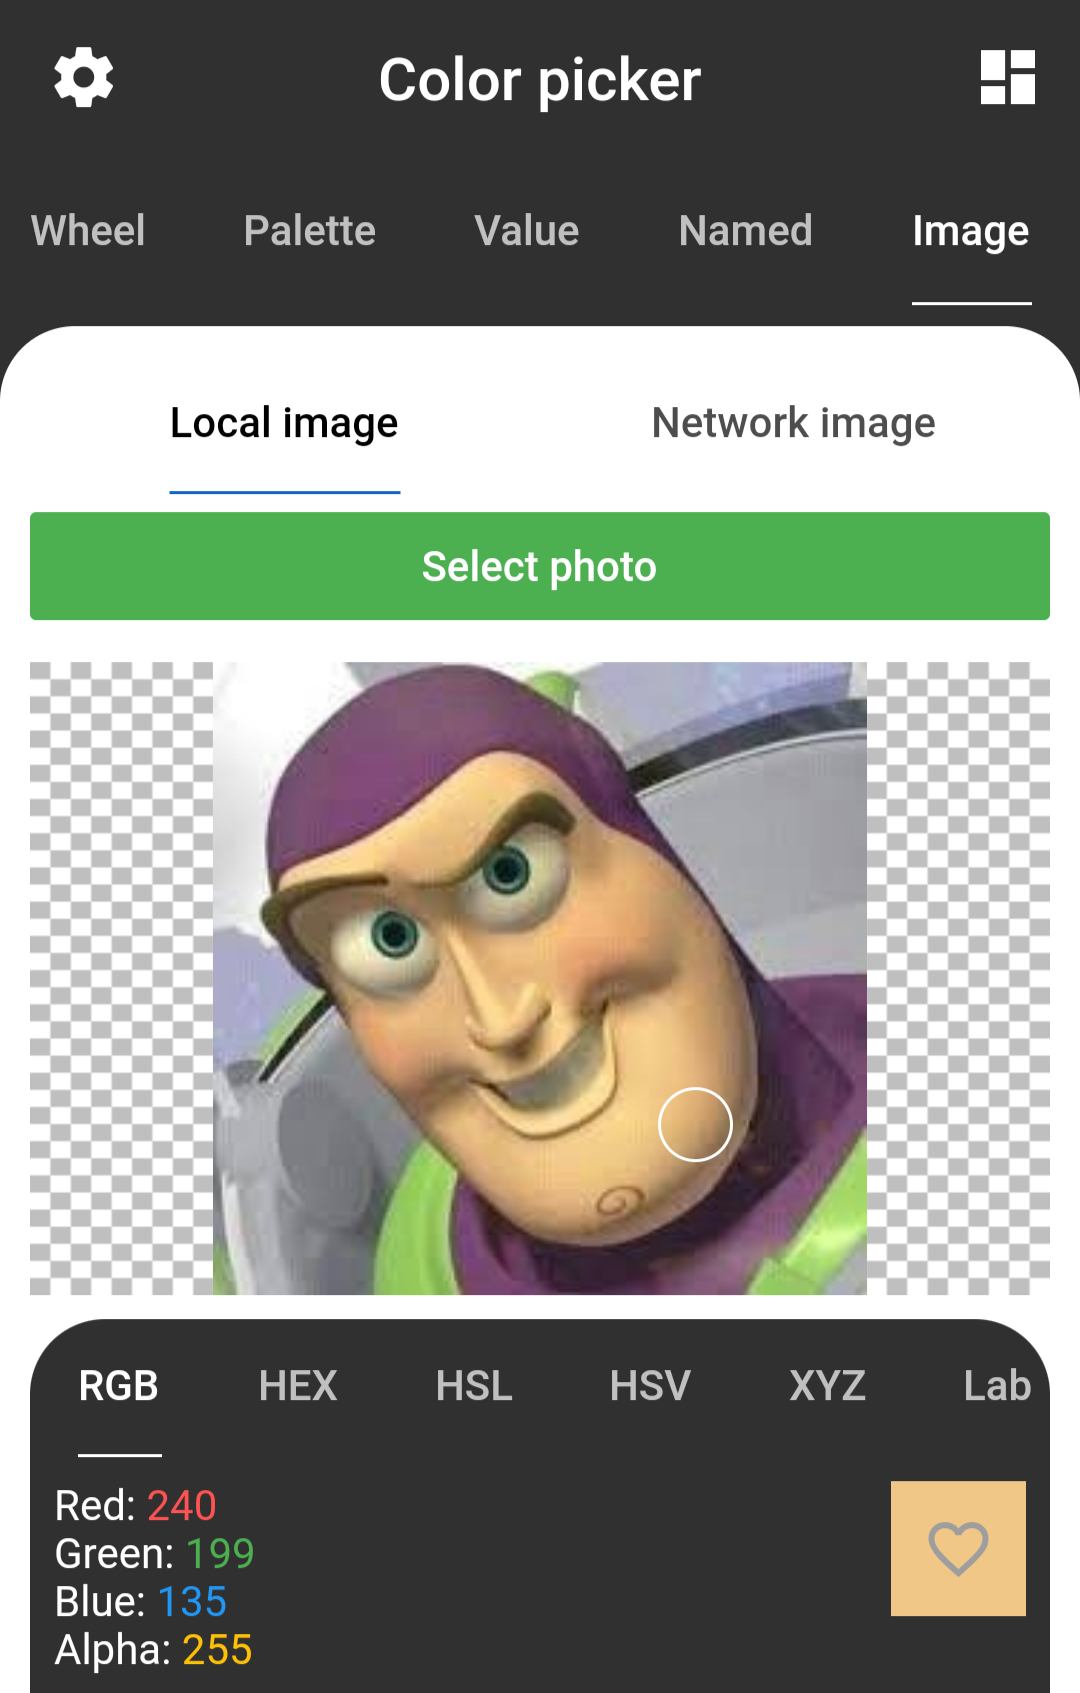 Color picker
Wheel Palette Value Named Image
Local image Network image
Select photo
RGB HEX HSL HSV XYZ Lab
Red: 240
Green: 199
Blue: 135
Alpha: 255